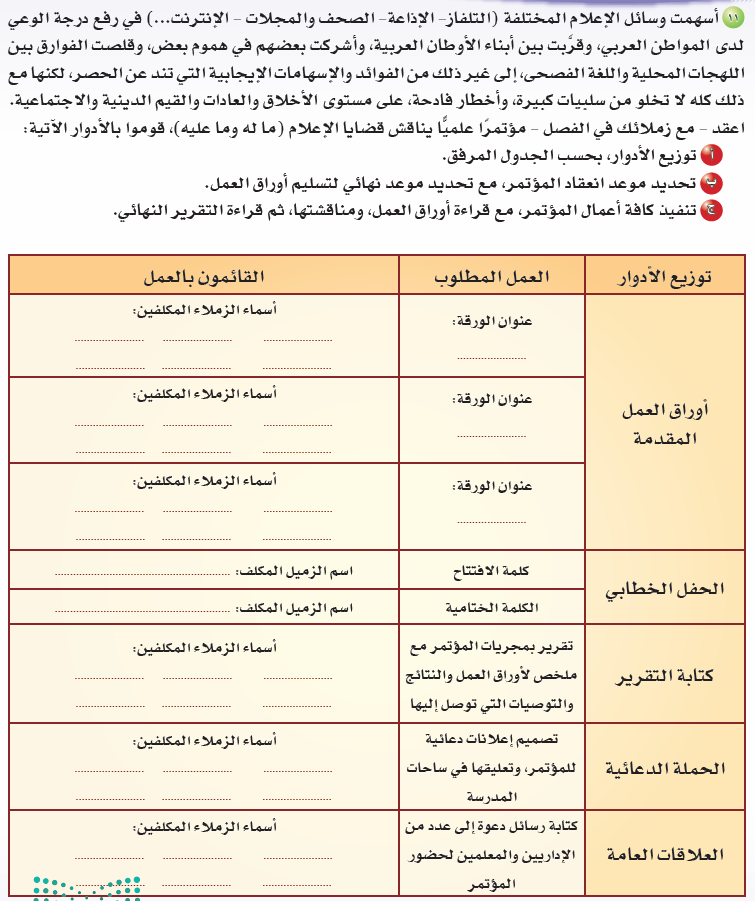 ١١ أسهمت وسائل الإعلام المختلفة (التلفاز- الإذاعة- الصحف والمجلات - الإنترنت...) في رفع درجة الوعي
لدى المواطن العربي، وقرَّبت بين أبناء الأوطان العربية، وأشركت بعضهم في هموم بعض، وقلصت الفوارق بين
اللهجات المحلية واللغة الفصحى، إلى غير ذلك من الفوائد والإسهامات الإيجابية التي تند عن الحصر، لكنها مع
ذلك كله لا تخلو من سلبيات كبيرة، وأخطار فادحة، على مستوى الأخلاق والعادات والقيم الدينية والاجتماعية.
اعقد - مع زملائك في الفصل - مؤتمرًا علميًّا يناقش قضايا الإعلام (ما له وما عليه)، قوموا بالأدوار الآتية:
أ توزيع الأدوار، بحسب الجدول المرفق.
ب تحديد موعد انعقاد المؤتمر، مع تحديد موعد نهائي لتسليم أوراق العمل.
ج تنفيذ كافة أعمال المؤتمر، مع قراءة أوراق العمل، ومناقشتها، ثم قراءة التقرير النهائي.
توزيع الأدوار العمل المطلوب القائمون بالعمل
أوراق العمل
المقدمة
عنوان الورقة:
......................
أسماء الزملاء المكلفين:
...................... ...................... ......................
...................... ...................... ......................
عنوان الورقة:
......................
أسماء الزملاء المكلفين:
...................... ...................... ......................
...................... ...................... ......................
عنوان الورقة:
......................
أسماء الزملاء المكلفين:
...................... ...................... ......................
...................... ...................... ......................
الحفل الخطابي
كلمة الافتتاح
اسم الزميل المكلف: ......................................................
الكلمة الختامية
اسم الزميل المكلف: ......................................................
كتابة التقرير
تقرير بمجريات المؤتمر مع
ملخص لأوراق العمل والنتائج
والتوصيات التي توصل إليها
أسماء الزملاء المكلفين:
...................... ...................... ......................
...................... ...................... ......................
الحملة الدعائية
تصميم إعلانات دعائية
للمؤتمر، وتعليقها في ساحات
المدرسة
أسماء الزملاء المكلفين:
...................... ...................... ......................
...................... ...................... ......................
العلاقات العامة
كتابة رسائل دعوة إلى عدد من
الإداريين والمعلمين لحضور
المؤتمر
أسماء الزملاء المكلفين:
...................... ...................... ......................
...................... ...................... ......................